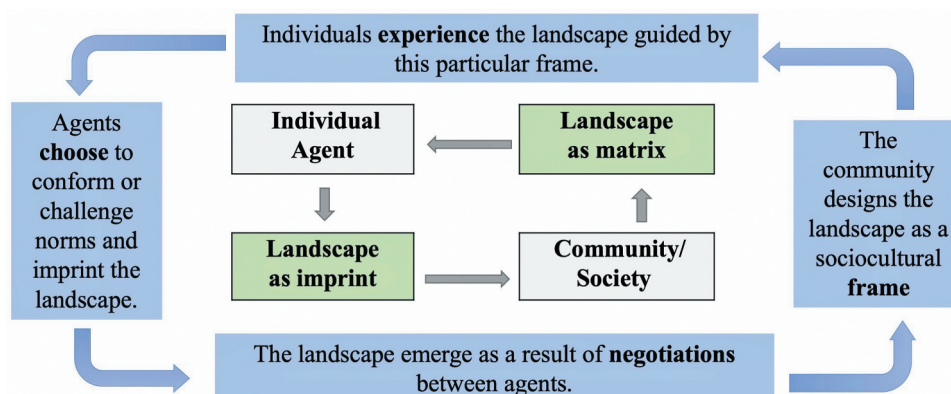 Individuals experience the landscape guided by
this particular frame.
Agents
choose to
conform or
challenge
norms and
imprint the
landscape.
Individual
Agent
Landscape
as matrix
Landscape
as imprint
Community/
Society
The
community
designs the
landscape as a
sociocultural
frame
The landscape emerge as a result of negotiations
between agents.